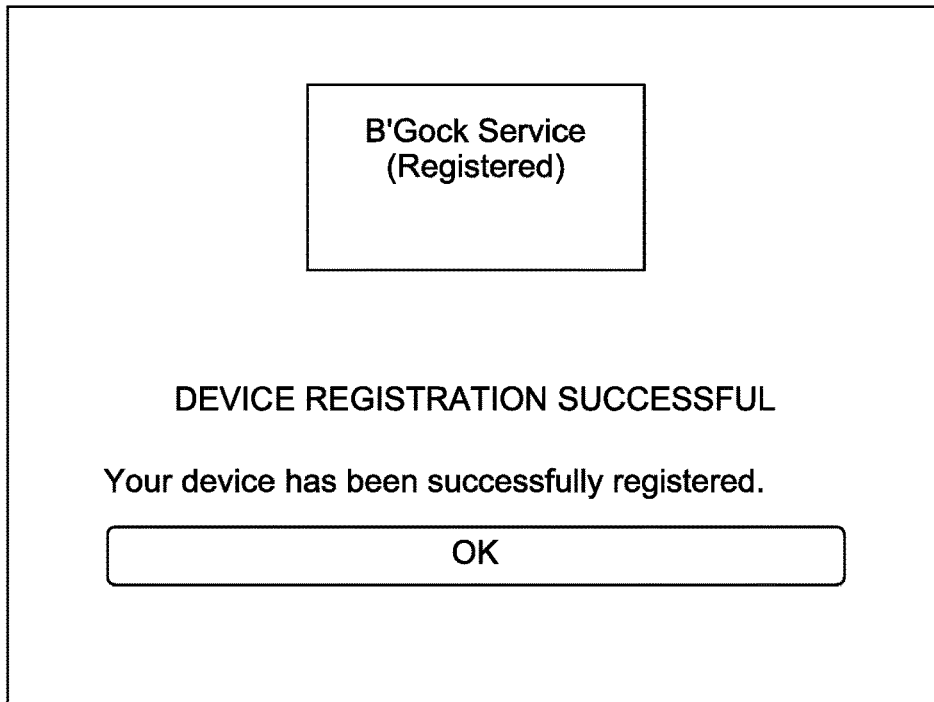 B'Gock Service
(Registered)
DEVICE REGISTRATION SUCCESSFUL
Your device has been successfully registered.
OK